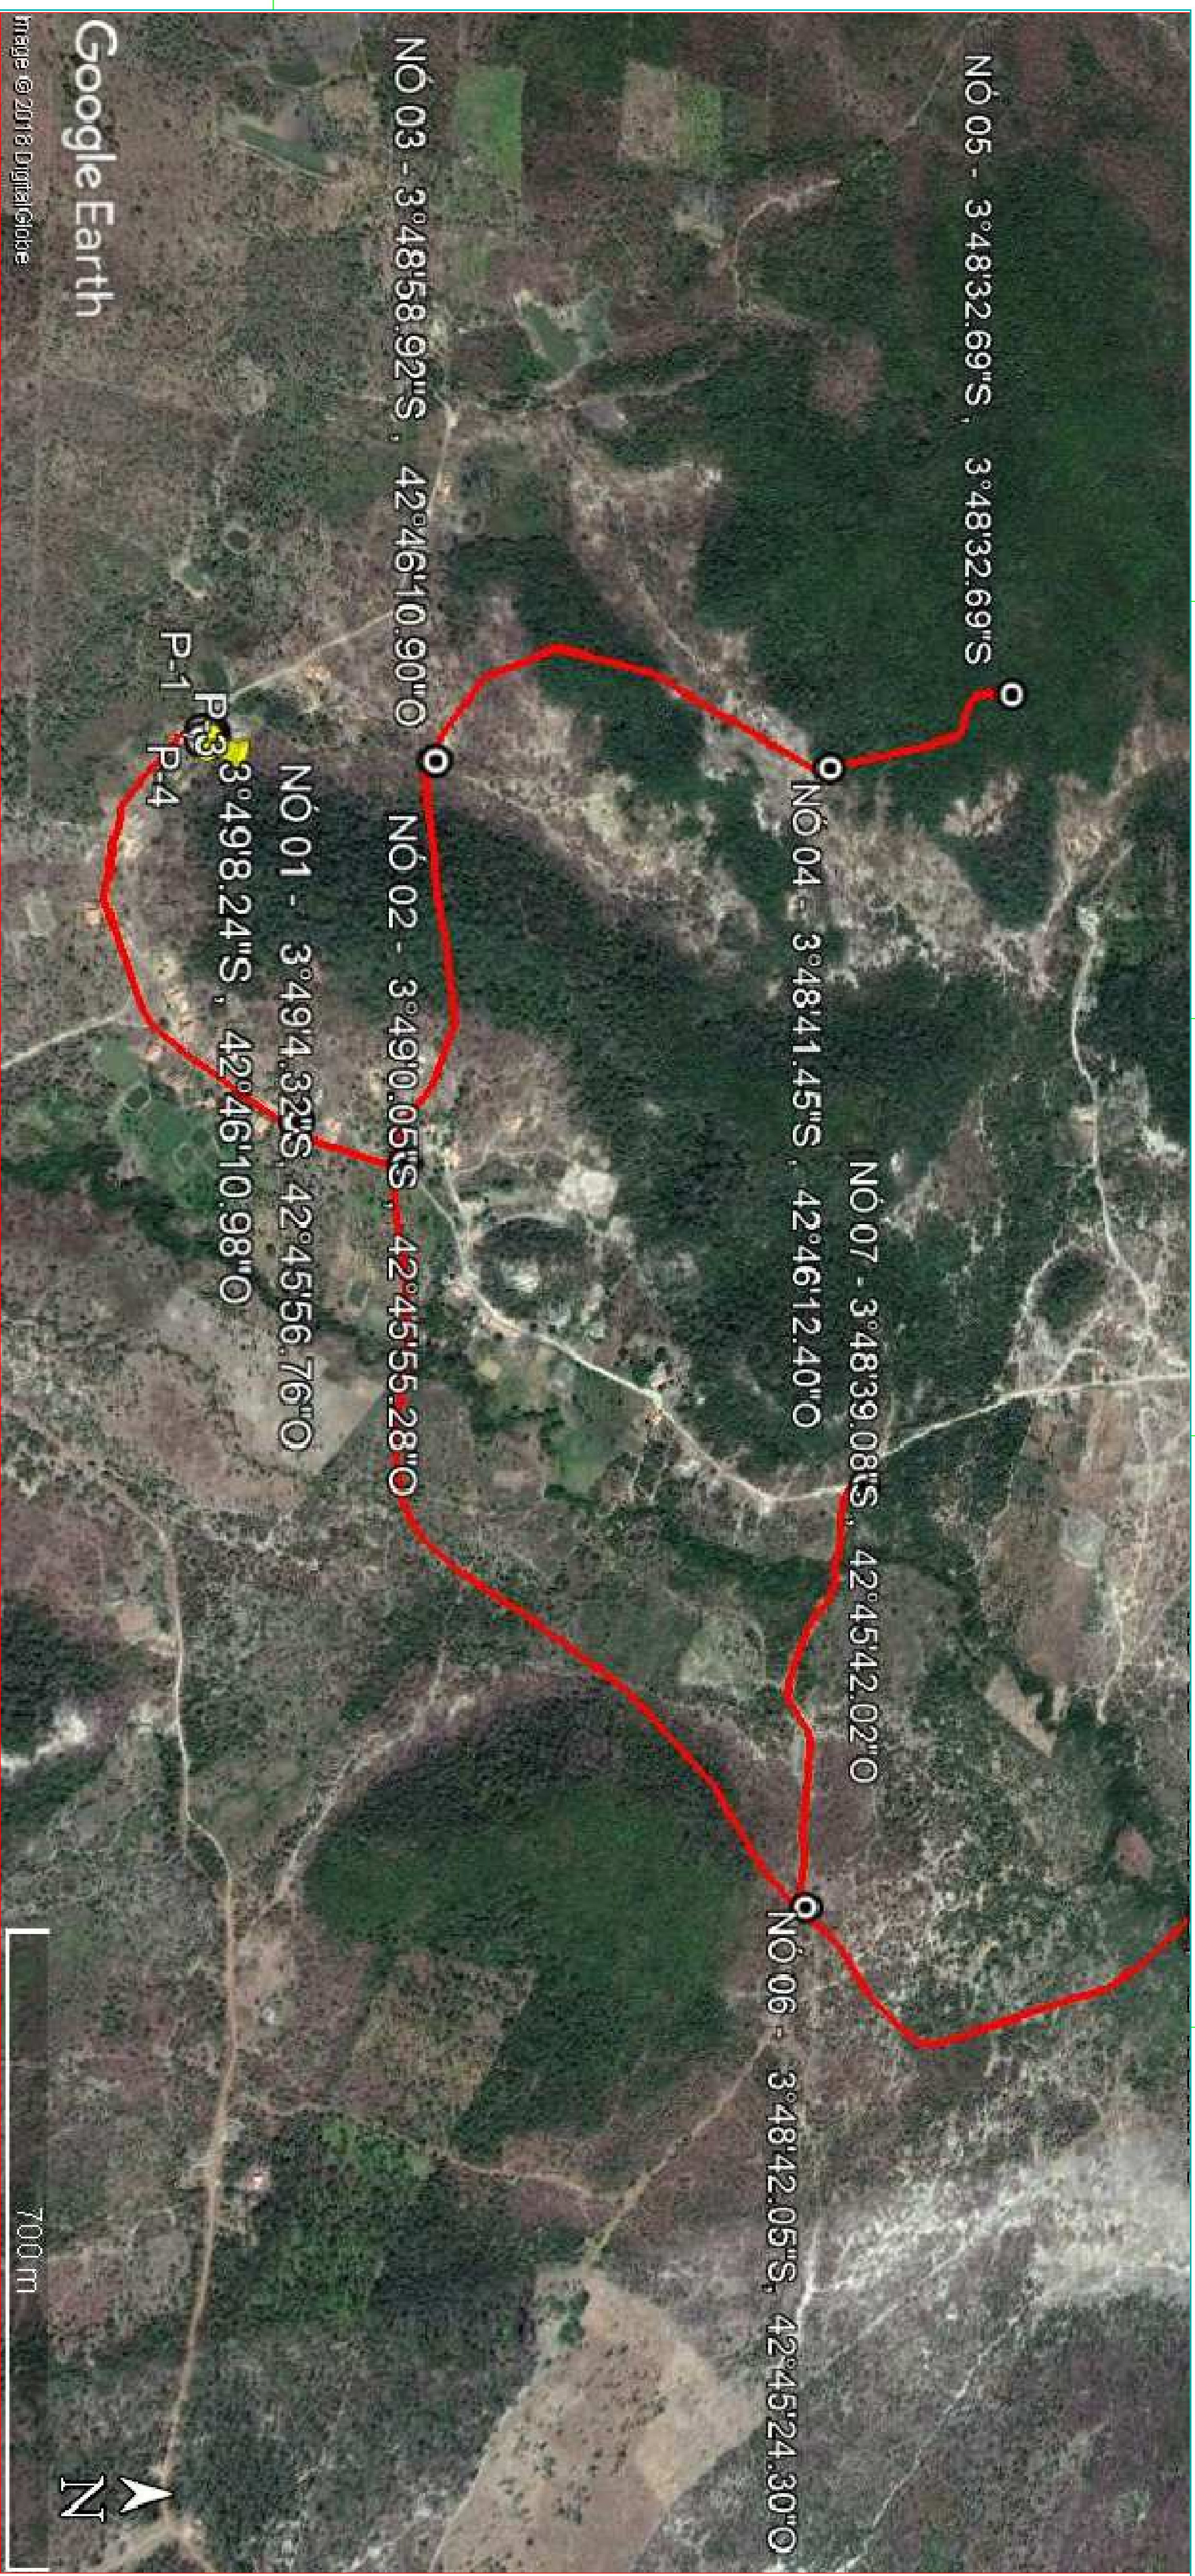 NÓ 05 - 3°48'32.69"S, 3°48'32.69"S
NÓ 04 - 3°48'41.45"S, 42°46'12.40"O
NÓ 07 - 3°48'39.08"S, 42°45'42.02"O
NÓ 06 - 3°48'42.05"S, 42°45'24.30"O
NÓ 03 - 3°48'58.92"S, 42°46'10.90"O
NÓ 02 - 3°49'0.05"S, 42°45'55.28"O
NÓ 01 - 3°49'4.32"S, 42°45'56.76"O
3°49'8.24"S, 42°46'10.98"O
P-1
P-3
P-4
Google Earth
Image © 2018 DigitalGlobe
700 m
N